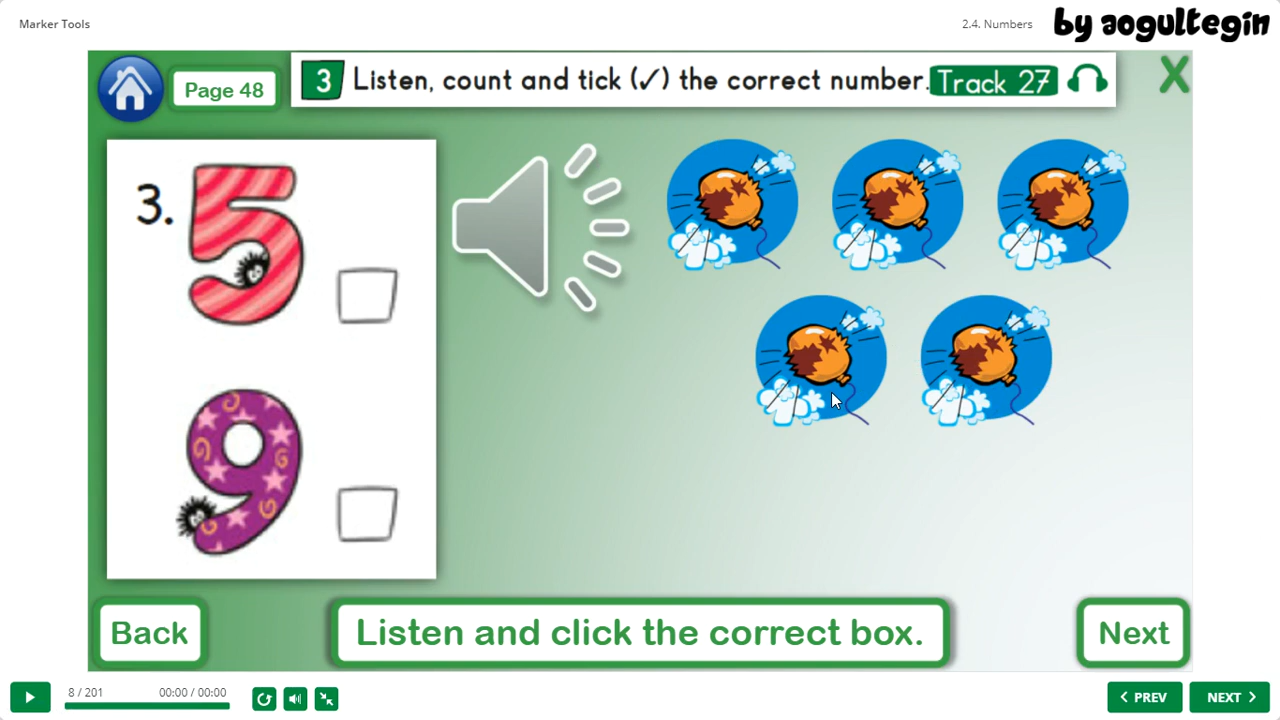 Marker Tools
2.4. Numbers
by aogultegin
Page 48
3 Listen, count and tick (✓) the correct number. Track 27
X
3.
5
9
Back
Listen and click the correct box.
Next
8 / 201
00:00 / 00:00
PREV
NEXT